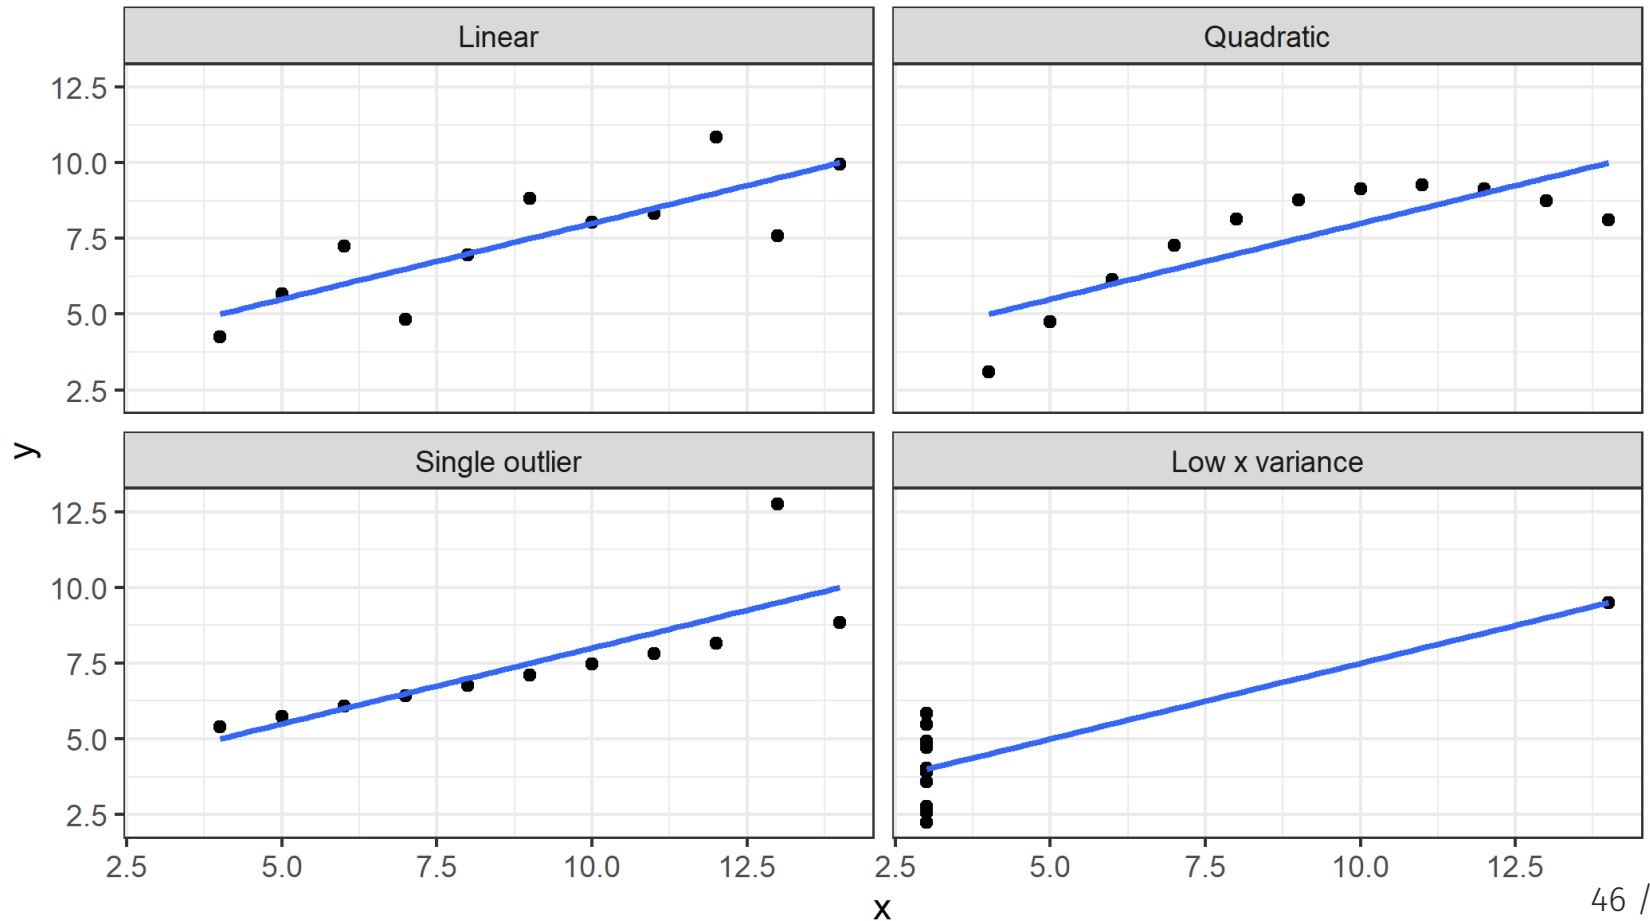 Linear
Quadratic
12.5
10.0
7.5
5.0
2.5
y
Single outlier
Low x variance
12.5
10.0
7.5
5.0
2.5
2.5 5.0 7.5 10.0 12.5 2.5 5.0 7.5 10.0 12.5
x
46 /